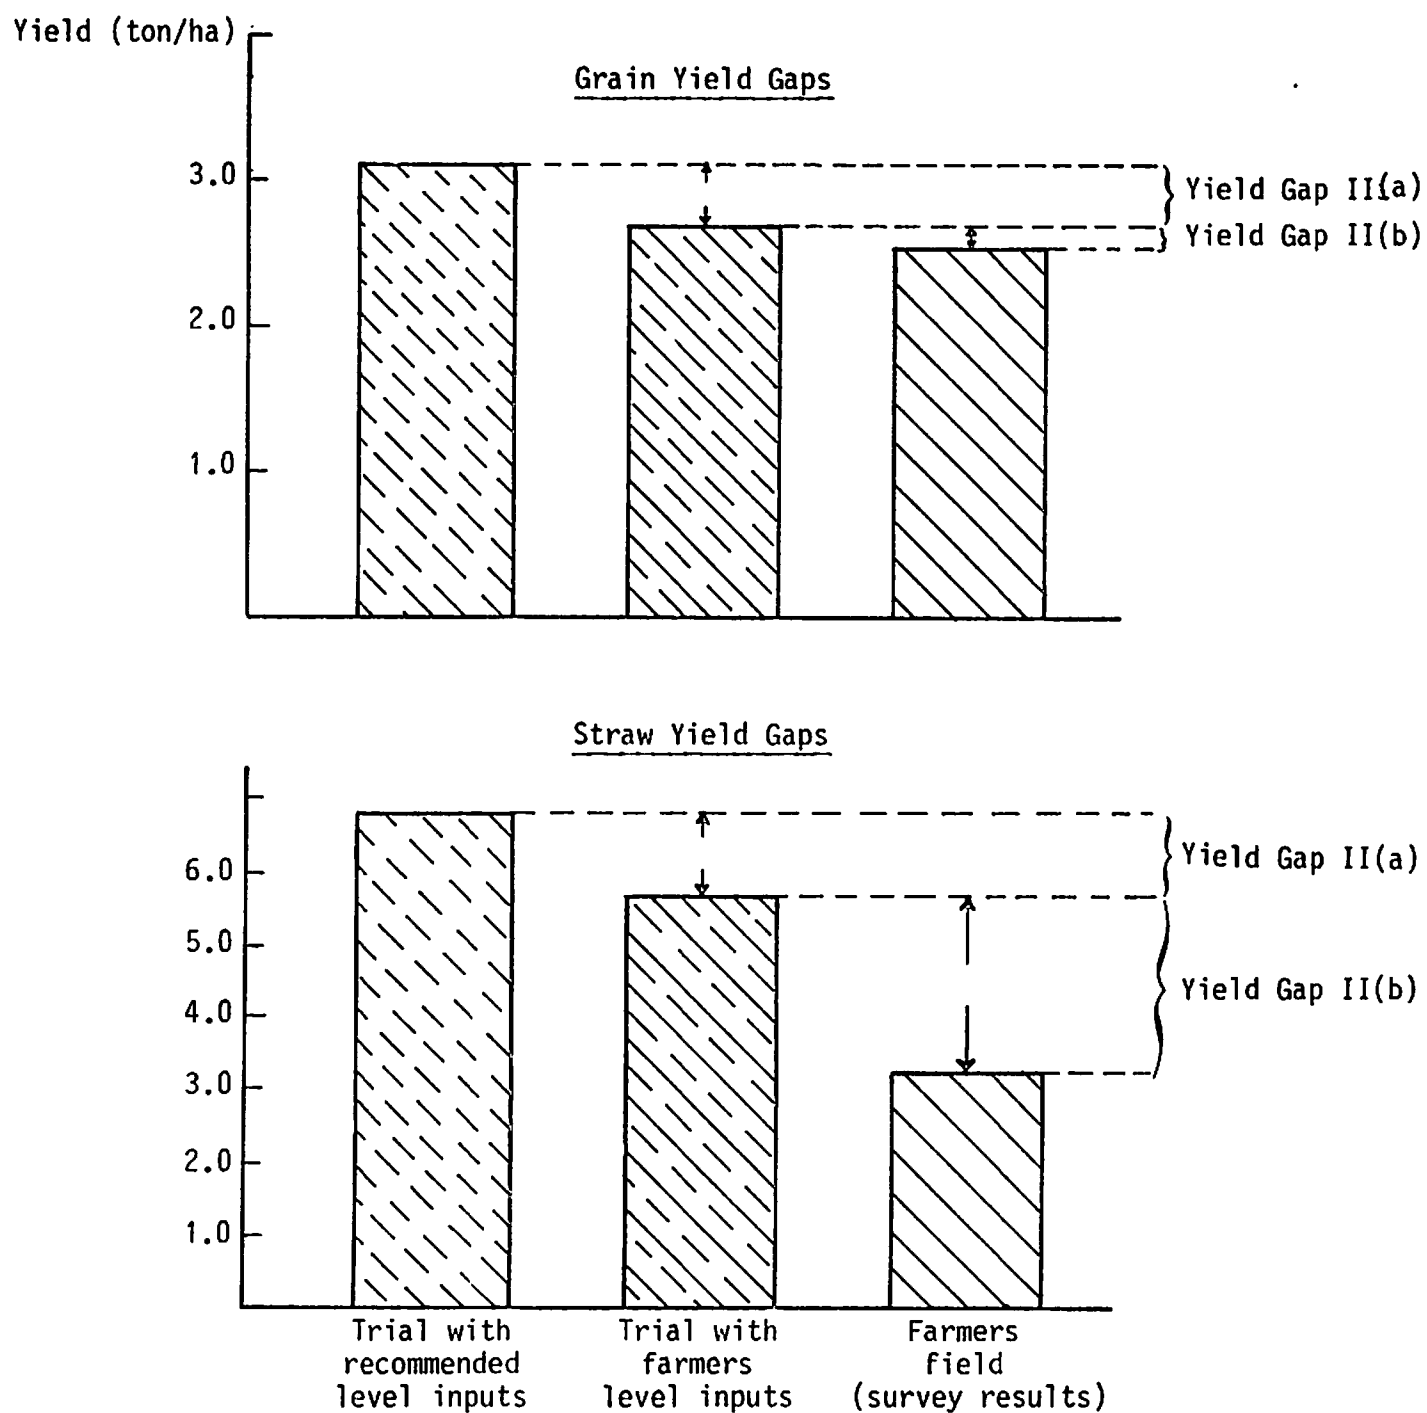 Yield (ton/ha)
Grain Yield Gaps
3.0
Yield Gap II(a)
Yield Gap II(b)
2.0
1.0
Straw Yield Gaps
6.0
Yield Gap II(a)
5.0
Yield Gap II(b)
4.0
3.0
2.0
1.0
Trial with recommended level inputs
Trial with farmers level inputs
Farmers field (survey results)